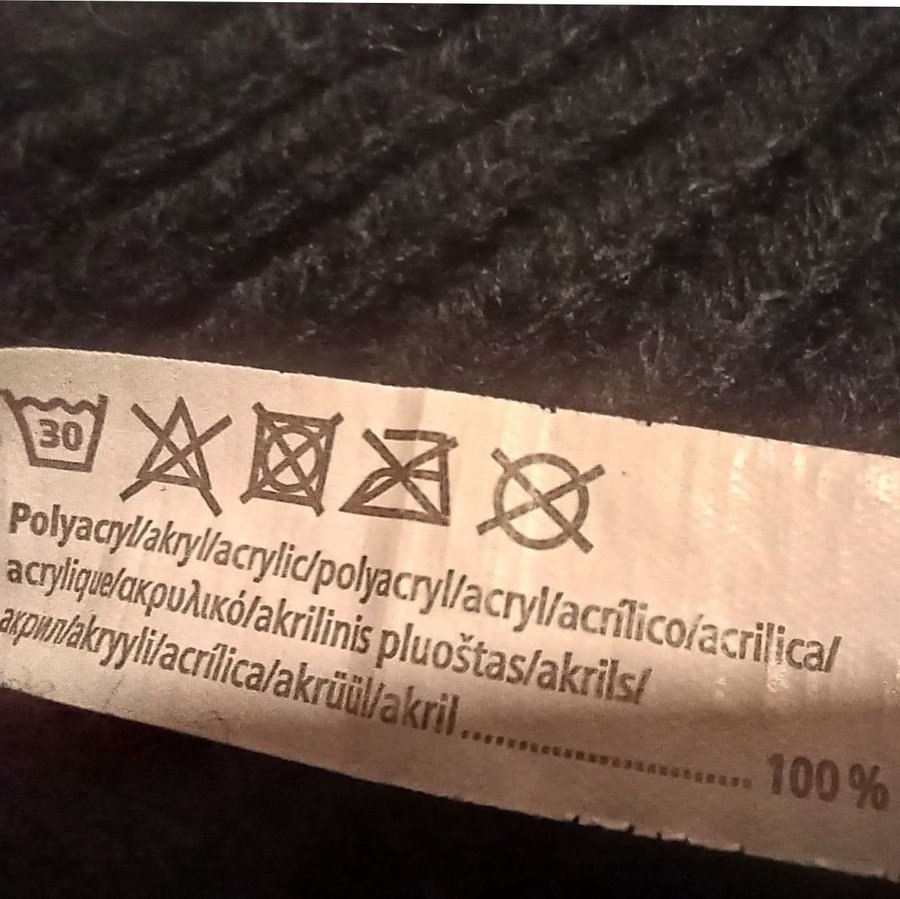 30
Polyacryl/akryl/acrylic/polyacryl/acryl/acrílico/acrilica/
acrylique/ακρυλικό/akrilinis pluoštas/akrils/
акрил/akryyli/acrílica/akrüül/akril........................ 100 %